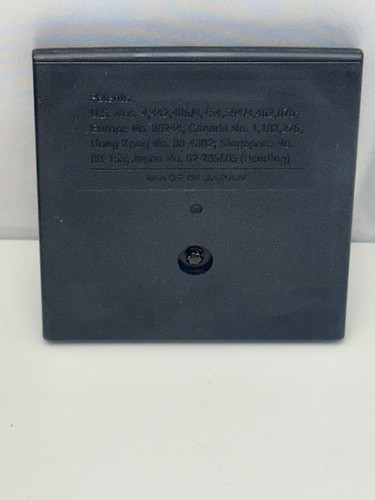 Patents:
U.S. Nos. 4,442,486/4,454,594/4,462,076,
Europe No. 80244, Canada No. 1,183,276,
Hong Kong No. 88-4302; Singapore No.
88-155; Japan No. 82-205605 (Pending)
MADE IN JAPAN